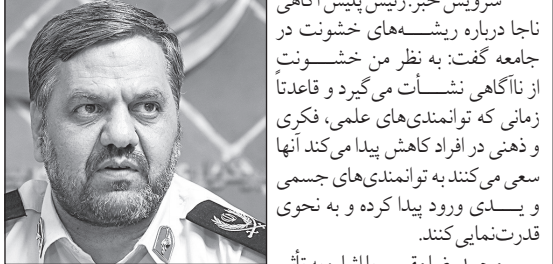 سرویس خبر: رئیس پلیس آگاهی
ناجا درباره ریشه‌های خشونت در
جامعه گفت: به نظر من خشونت
از ناآگاهی نشأت می‌گیرد و قاعدتاً
زمانی که توانمندی‌های علمی، فکری
و ذهنی در افراد کاهش پیدا می‌کند آنها
سعی می‌کنند به توانمندی‌های جسمی
و یدی ورود پیدا کرده و به نحوی
قدرت‌نمایی کنند.